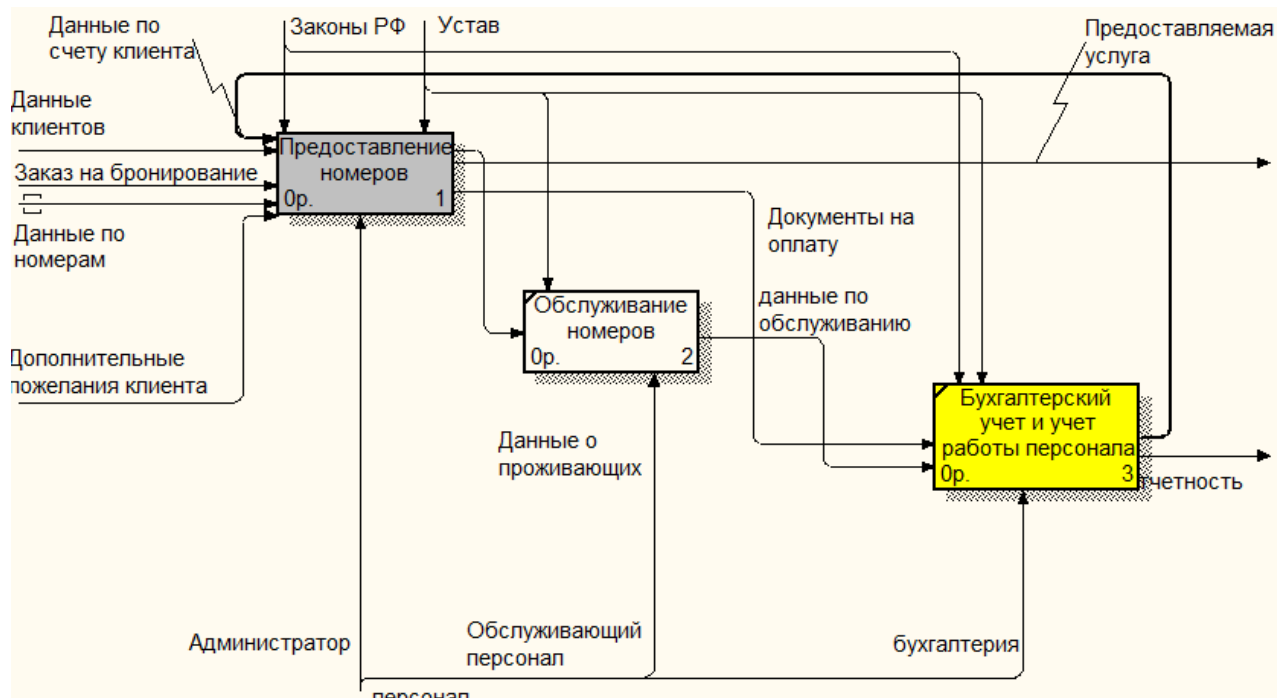 Данные по
счету клиента
Законы РФ
Устав
Предоставляемая
услуга
Данные
клиентов
Предоставление
номеров
0р. 1
Заказ на бронирование
Данные по
номерам
Документы на
оплату
Обслуживание
номеров
0р. 2
данные по
обслуживанию
Дополнительные
пожелания клиента
Бухгалтерский
учет и учет
работы персонала
0р. 3
Данные о
проживающих
тчетность
Администратор
Обслуживающий
персонал
бухгалтерия
персонал